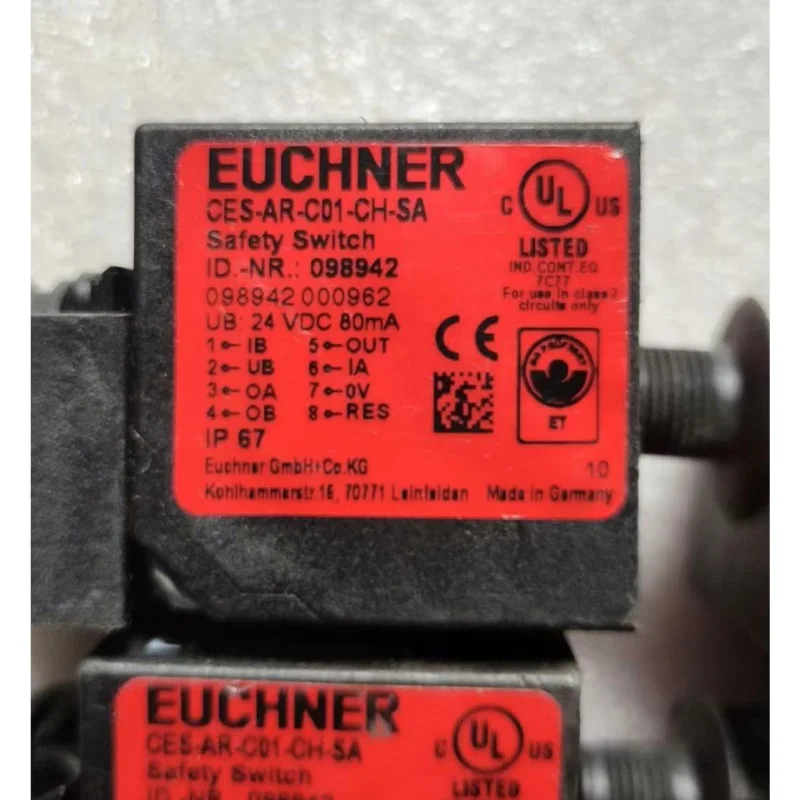 EUCHNER
CES-AR-C01-CH-SA
Safety Switch
ID.-NR.: 098942
098942 000962
UB: 24 VDC 80mA
1 IB 5 OUT
2 UB 6 IA
3 OA 7 0V
4 OB 8 RES
IP 67
Euchner GmbH+Co.KG
Kohlhammerstr.16, 70771 Leinfelden Made in Germany
C UL US
LISTED
IND.CONT.EQ
7C77
For use in class 2
circuits only
CE
ET
10
EUCHNER
CES-AR-C01-CH-SA
Safety Switch
ID.-NR.: 098942
C UL US
LISTED